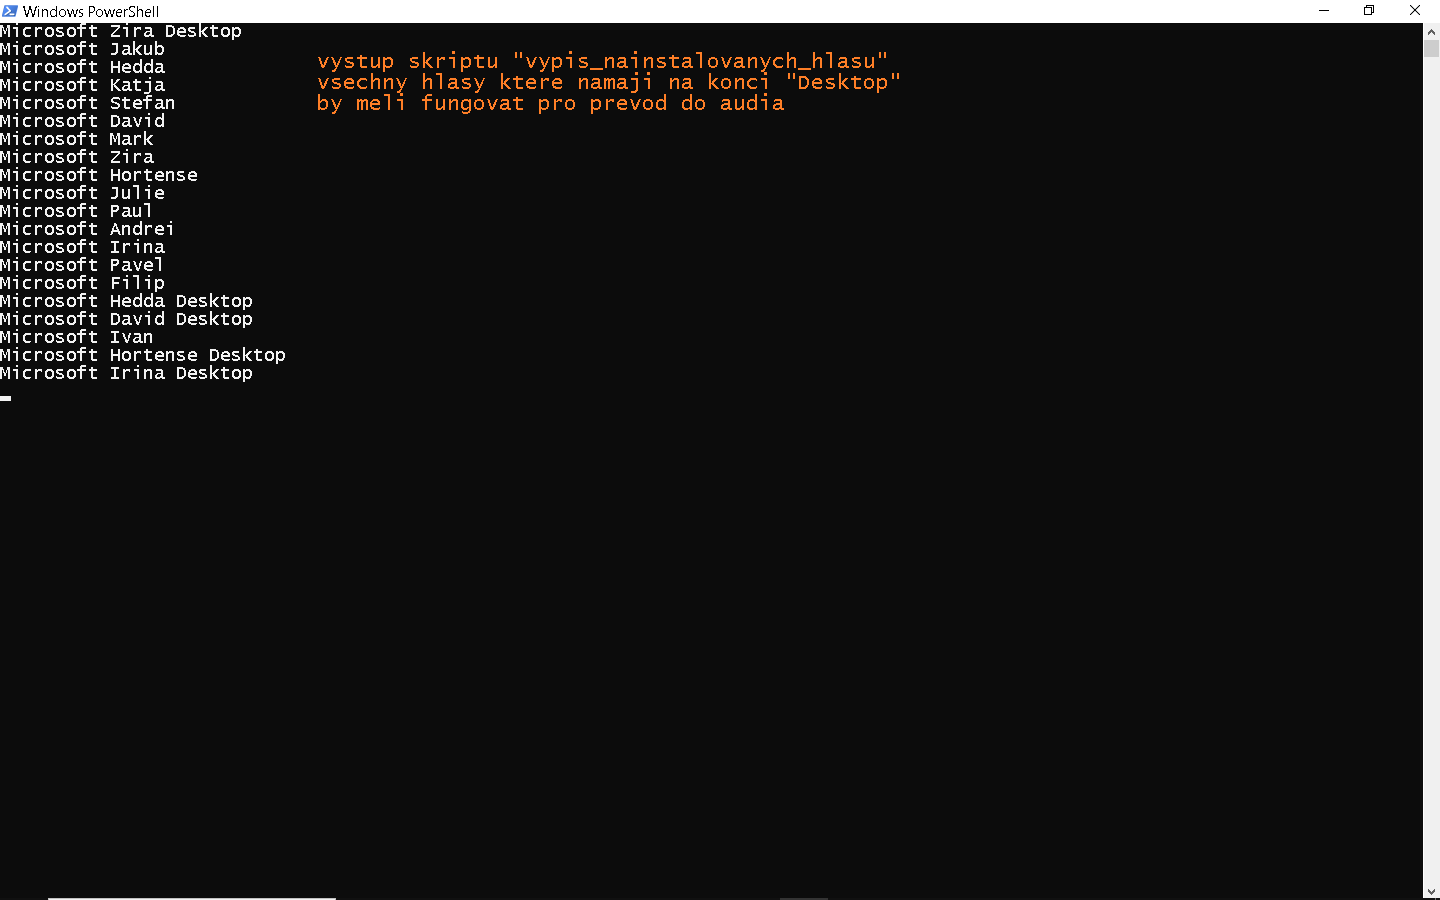 Windows PowerShell
Microsoft Zira Desktop
Microsoft Jakub
Microsoft Hedda
Microsoft Katja
Microsoft Stefan
Microsoft David
Microsoft Mark
Microsoft Zira
Microsoft Hortense
Microsoft Julie
Microsoft Paul
Microsoft Andrei
Microsoft Irina
Microsoft Pavel
Microsoft Filip
Microsoft Hedda Desktop
Microsoft David Desktop
Microsoft Ivan
Microsoft Hortense Desktop
Microsoft Irina Desktop
vystup skriptu "vypis_nainstalovanych_hlasu"
vsechny hlasy ktere namaji na konci "Desktop"
by meli fungovat pro prevod do audia